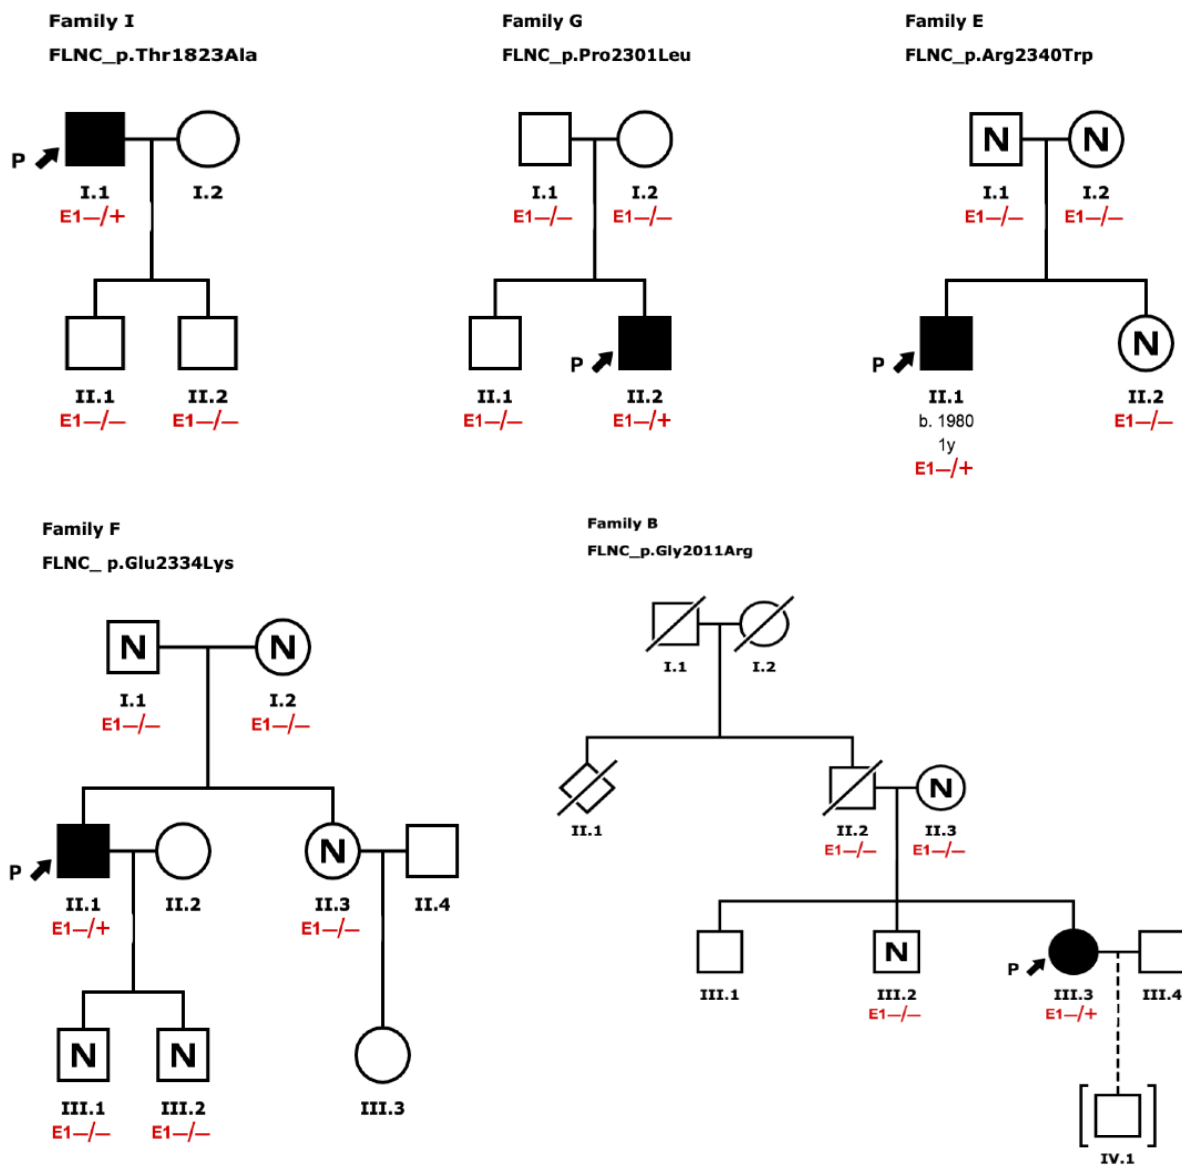 Family I
FLNC_p.Thr1823Ala
P
I.1
I.2
E1—/+
II.1
II.2
E1—/—
E1—/—
Family G
FLNC_p.Pro2301Leu
I.1
I.2
E1—/—
E1—/—
P
II.1
II.2
E1—/—
E1—/+
Family E
FLNC_p.Arg2340Trp
N
N
I.1
I.2
E1—/—
E1—/—
P
N
II.1
II.2
b. 1980
E1—/—
1y
E1—/+
Family F
FLNC_ p.Glu2334Lys
N
N
I.1
I.2
E1—/—
E1—/—
P
N
II.1
II.2
II.3
II.4
E1—/+
E1—/—
N
N
III.1
III.2
III.3
E1—/—
E1—/—
Family B
FLNC_p.Gly2011Arg
I.1
I.2
N
II.1
II.2
II.3
E1—/—
E1—/—
N
P
III.1
III.2
III.3
III.4
E1—/—
E1—/+
IV.1